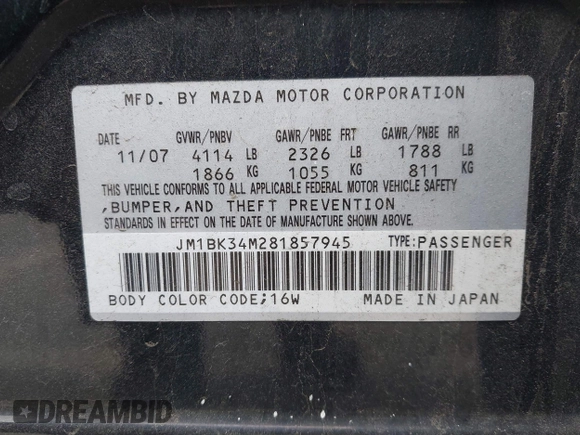 MFD. BY MAZDA MOTOR CORPORATION
DATE GVWR/PNBV GAWR/PNBE FRT GAWR/PNBE RR
11/07 4114 LB 2326 LB 1788 LB
1866 KG 1055 KG 811 KG
THIS VEHICLE CONFORMS TO ALL APPLICABLE FEDERAL MOTOR VEHICLE SAFETY
,BUMPER,AND THEFT PREVENTION
STANDARDS IN EFFECT ON THE DATE OF MANUFACTURE SHOWN ABOVE.
JM1BK34M281857945 TYPE:PASSENGER
BODY COLOR CODE;16W MADE IN JAPAN
DREAMBID